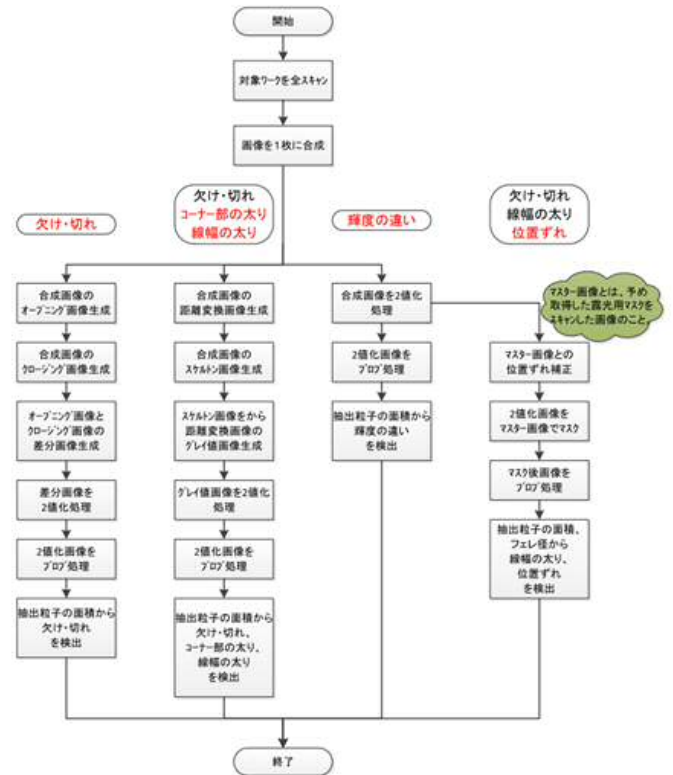 開始
対象ワークを全スキャン
画像を1枚に合成
欠け・切れ
欠け・切れ
コーナー部の太り
線幅の太り
輝度の違い
欠け・切れ
線幅の太り
位置ずれ
合成画像の
オープニング画像生成
合成画像の
クロージング画像生成
オープニング画像と
クロージング画像の
差分画像生成
差分画像を
2値化処理
2値化画像を
ブロブ処理
抽出粒子の面積から
欠け・切れ
を検出
合成画像の
距離変換画像生成
合成画像の
スケルトン画像生成
スケルトン画像をから
距離変換画像の
グレイ値画像生成
グレイ値画像を2値化
処理
2値化画像を
ブロブ処理
抽出粒子の面積から
欠け・切れ、
コーナー部の太り、
線幅の太り
を検出
合成画像を2値化
処理
2値化画像を
ブロブ処理
抽出粒子の面積から
輝度の違い
を検出
マスター画像とは、予め
取得した露光用マスクを
スキャンした画像のこと。
マスター画像との
位置ずれ補正
2値化画像を
マスター画像でマスク
マスク後画像を
ブロブ処理
抽出粒子の面積、
フェレ径から
線幅の太り、
位置ずれ
を検出
終了